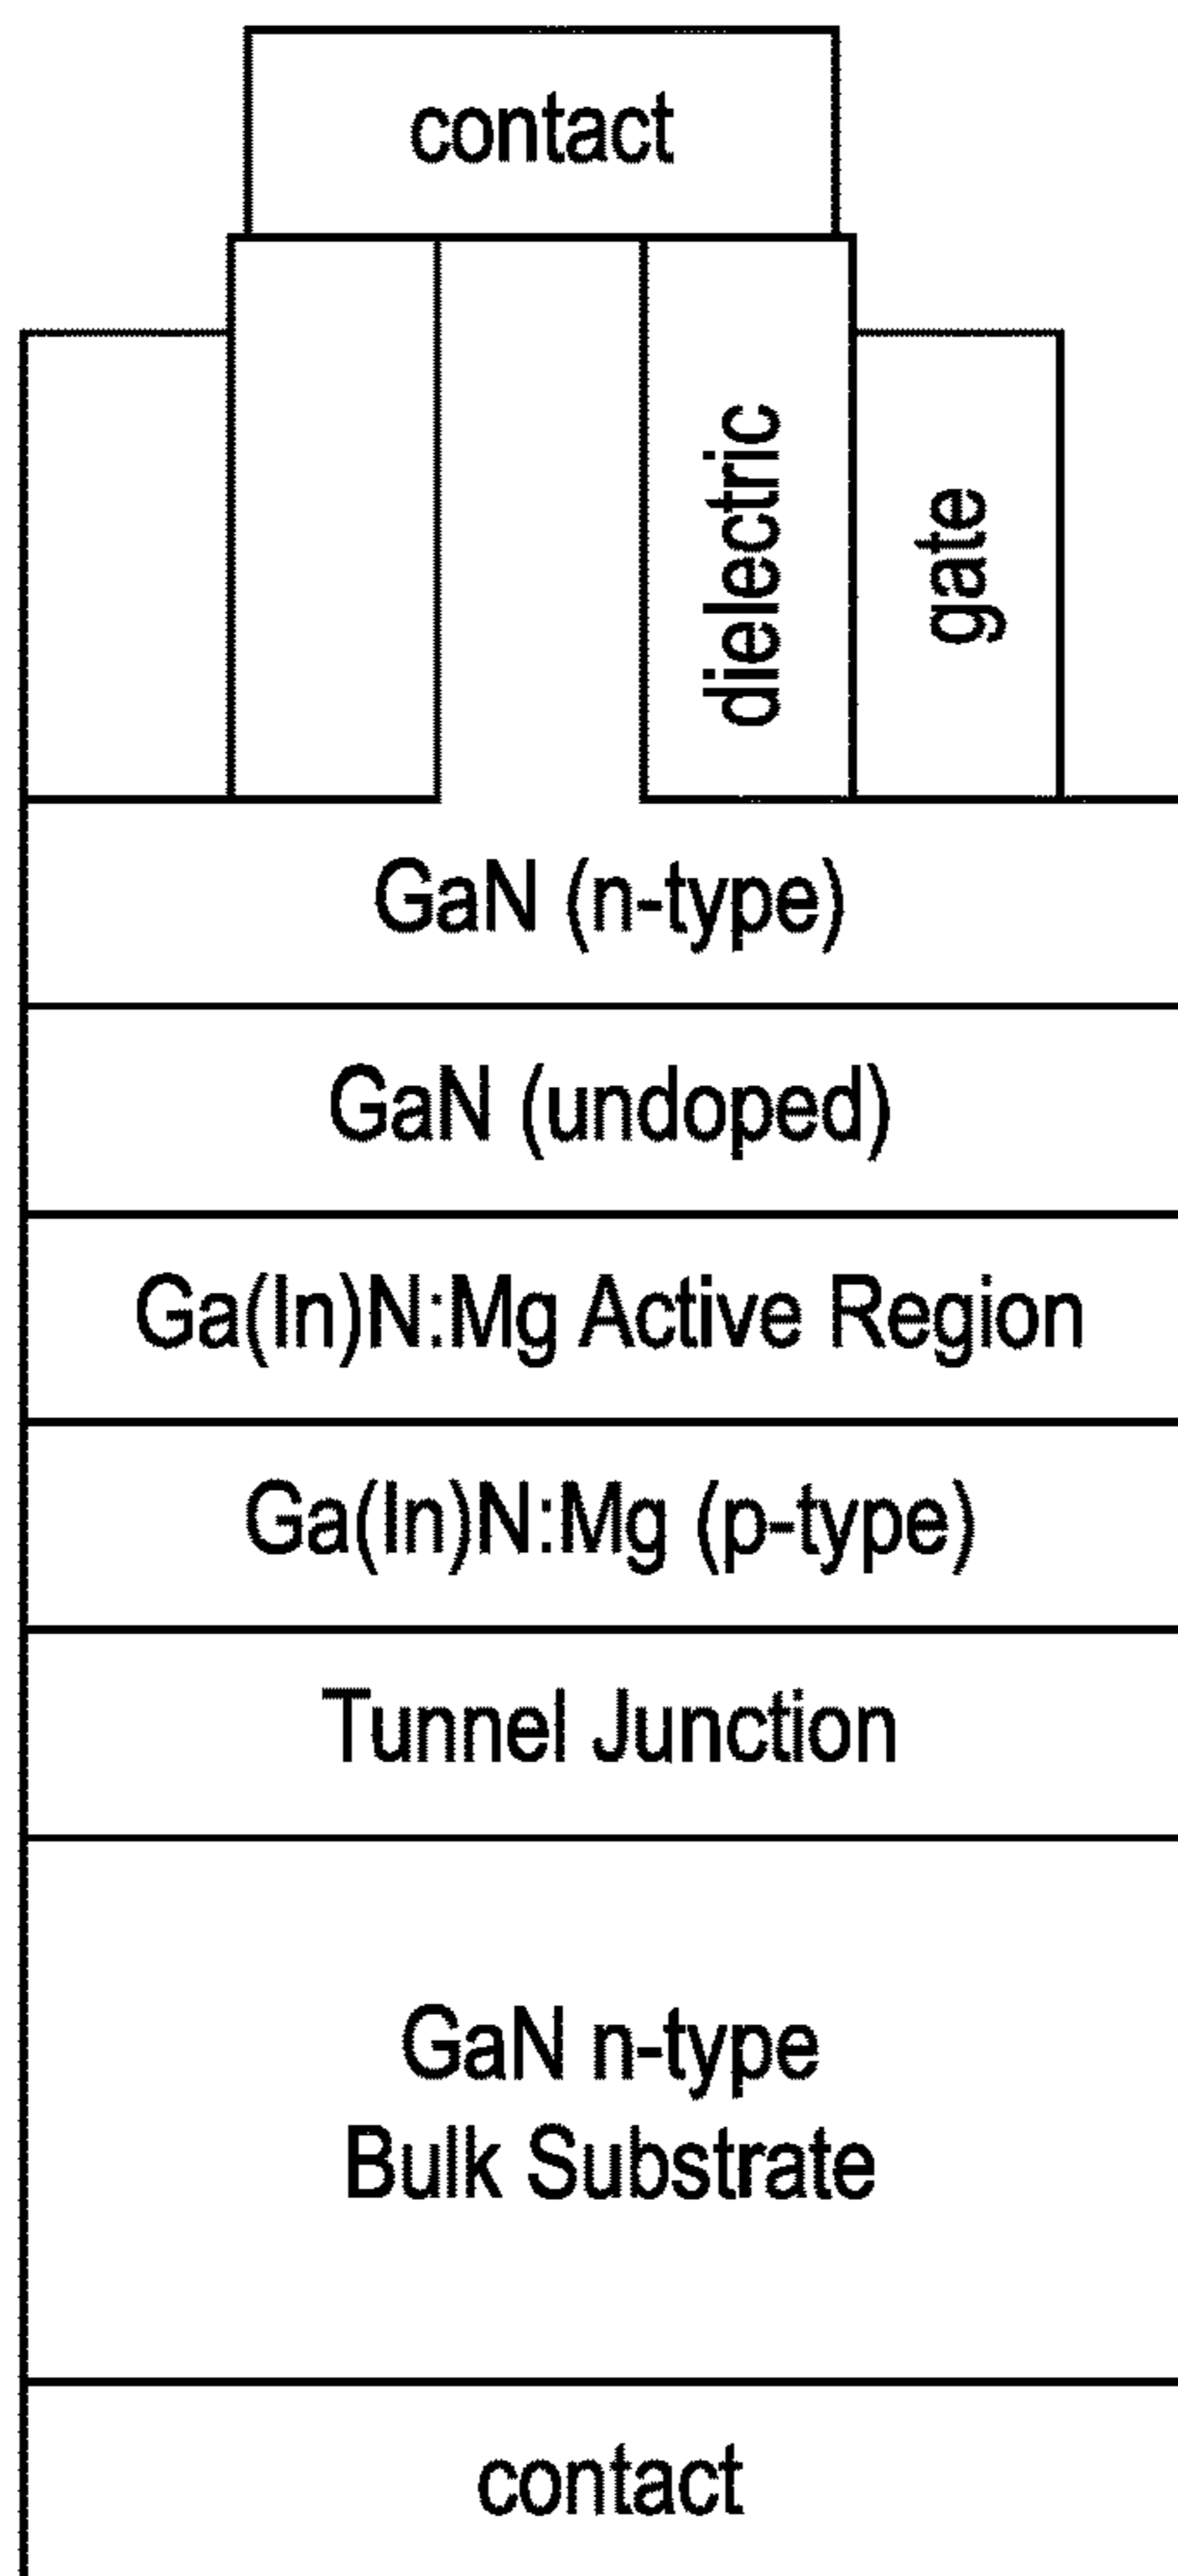 contact
dielectric
gate
GaN (n-type)
GaN (undoped)
Ga(In)N:Mg Active Region
Ga(In)N:Mg (p-type)
Tunnel Junction
GaN n-type
Bulk Substrate
contact